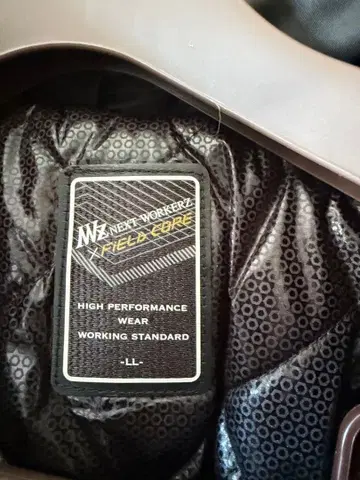 NWZ NEXT WORKERZ
× FIELD CORE
HIGH PERFORMANCE
WEAR
WORKING STANDARD
-LL-